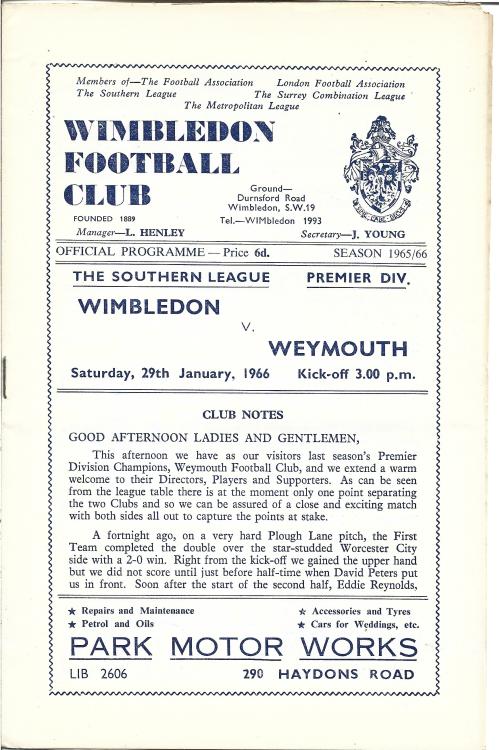 Members of—The Football Association London Football Association
The Southern League The Surrey Combination League
The Metropolitan League
WIMBLEDON
FOOTBALL
CLUB
FOUNDED 1889
Ground—
Durnsford Road
Wimbledon, S.W.19
Tel.—WIMbledon 1993
Manager—L. HENLEY Secretary—J. YOUNG
OFFICIAL PROGRAMME — Price 6d. SEASON 1965/66
THE SOUTHERN LEAGUE PREMIER DIV.
WIMBLEDON
V.
WEYMOUTH
Saturday, 29th January, 1966 Kick-off 3.00 p.m.
CLUB NOTES
GOOD AFTERNOON LADIES AND GENTLEMEN,
This afternoon we have as our visitors last season's Premier
Division Champions, Weymouth Football Club, and we extend a warm
welcome to their Directors, Players and Supporters. As can be seen
from the league table there is at the moment only one point separating
the two Clubs and so we can be assured of a close and exciting match
with both sides all out to capture the points at stake.
A fortnight ago, on a very hard Plough Lane pitch, the First
Team completed the double over the star-studded Worcester City
side with a 2-0 win. Right from the kick-off we gained the upper hand
but we did not score until just before half-time when David Peters put
us in front. Soon after the start of the second half, Eddie Reynolds,
★ Repairs and Maintenance ★ Accessories and Tyres
★ Petrol and Oils ★ Cars for Weddings, etc.
PARK MOTOR WORKS
LIB 2606 290 HAYDONS ROAD